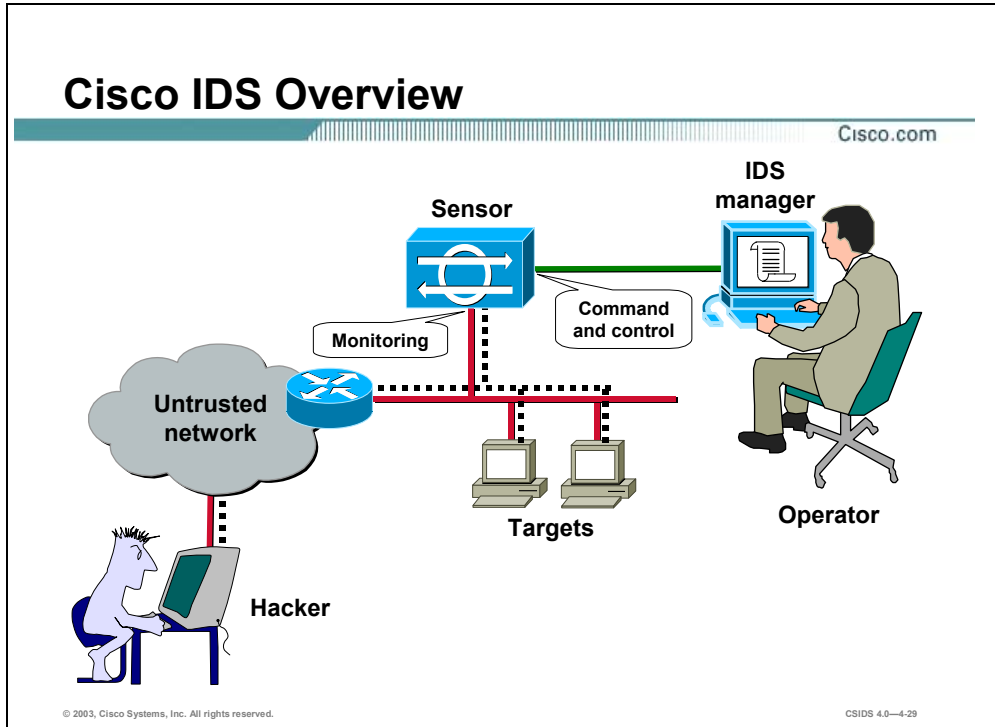 Cisco IDS Overview
Cisco.com
IDS
manager
Sensor
Command
and control
Monitoring
Untrusted
network
Targets
Operator
Hacker
© 2003, Cisco Systems, Inc. All rights reserved.
CSIDS 4.0—4-29